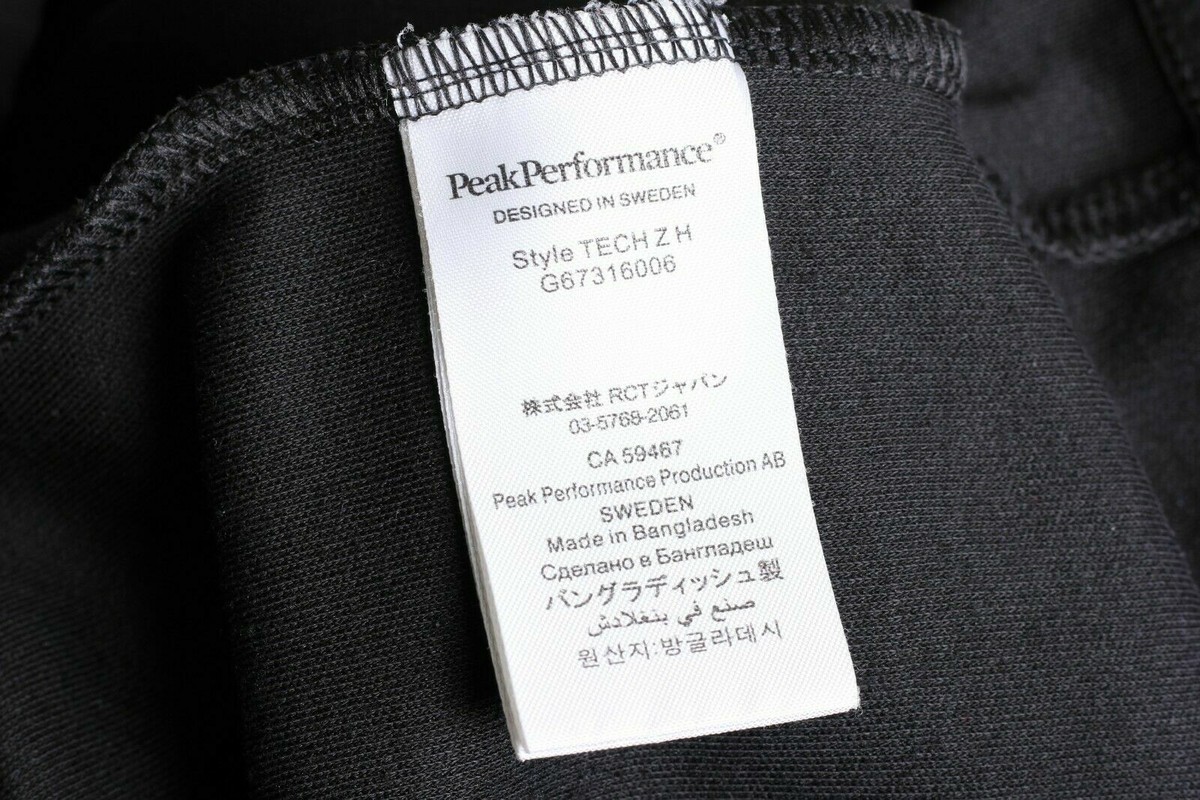 PeakPerformance®
DESIGNED IN SWEDEN
Style TECH Z H
G67316006
株式会社 RCTジャパン
03-5768-2061
CA 59467
Peak Performance Production AB
SWEDEN
Made in Bangladesh
Сделано в Бангладеш
バングラディッシュ製
صنع في بنغلادش
원산지:방글라데시